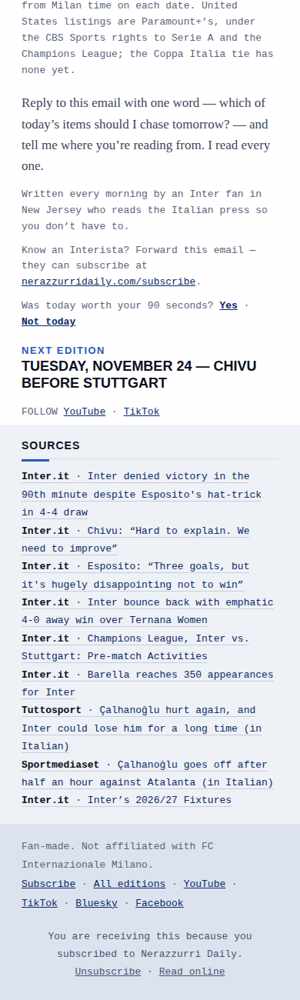 from Milan time on each date. United
States listings are Paramount+’s, under
the CBS Sports rights to Serie A and the
Champions League; the Coppa Italia tie has
none yet.
Reply to this email with one word — which of
today’s items should I chase tomorrow? — and
tell me where you’re reading from. I read every
one.
Written every morning by an Inter fan in
New Jersey who reads the Italian press so
you don’t have to.
Know an Interista? Forward this email —
they can subscribe at
nerazzurridaily.com/subscribe.
Was today worth your 90 seconds? Yes ·
Not today
NEXT EDITION
TUESDAY, NOVEMBER 24 — CHIVU
BEFORE STUTTGART
FOLLOW YouTube · TikTok
SOURCES
Inter.it · Inter denied victory in the
90th minute despite Esposito's hat-trick
in 4-4 draw
Inter.it · Chivu: “Hard to explain. We
need to improve”
Inter.it · Esposito: “Three goals, but
it's hugely disappointing not to win”
Inter.it · Inter bounce back with emphatic
4-0 away win over Ternana Women
Inter.it · Champions League, Inter vs.
Stuttgart: Pre-match Activities
Inter.it · Barella reaches 350 appearances
for Inter
Tuttosport · Çalhanoğlu hurt again, and
Inter could lose him for a long time (in
Italian)
Sportmediaset · Çalhanoğlu goes off after
half an hour against Atalanta (in Italian)
Inter.it · Inter’s 2026/27 Fixtures
Fan-made. Not affiliated with FC
Internazionale Milano.
Subscribe · All editions · YouTube ·
TikTok · Bluesky · Facebook
You are receiving this because you
subscribed to Nerazzurri Daily.
Unsubscribe · Read online